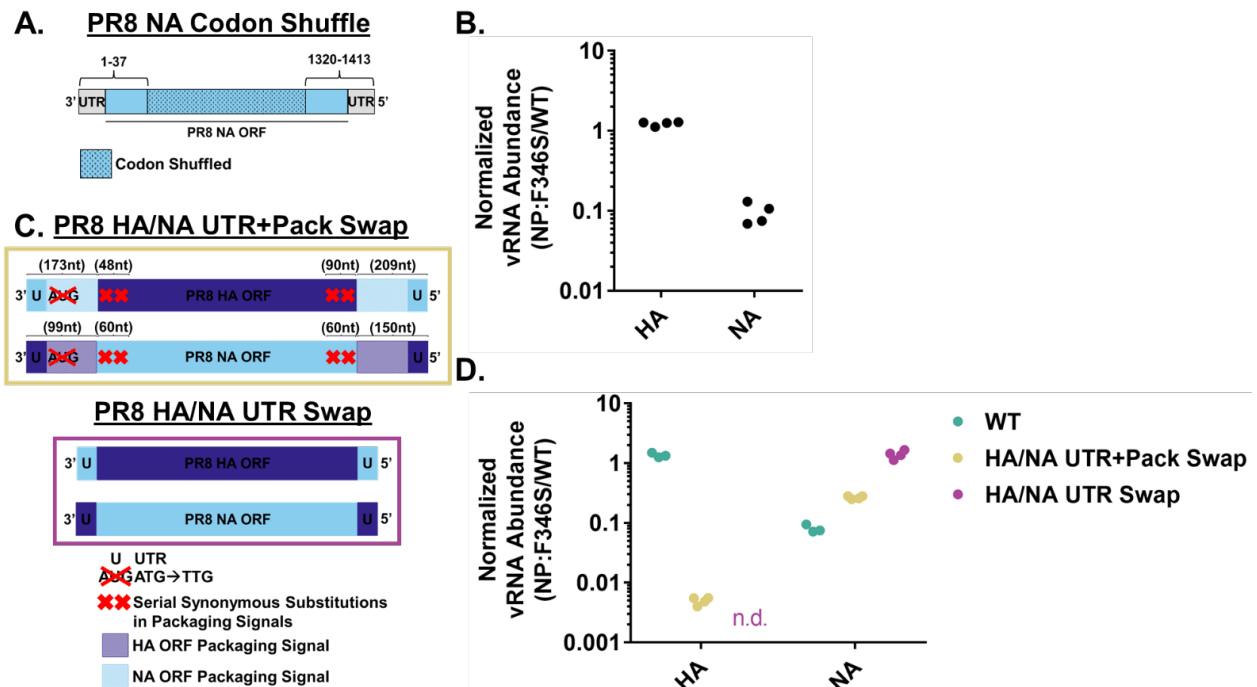 A. PR8 NA Codon Shuffle
1-37
1320-1413
3' UTR UTR 5'
PR8 NA ORF
Codon Shuffled
B.
10
1
0.1
0.01
Normalized
vRNA Abundance
(NP:F346S/WT)
HA
NA
C. PR8 HA/NA UTR+Pack Swap
(173nt) (48nt) (90nt) (209nt)
3' U AUG PR8 HA ORF U 5'
(99nt) (60nt) (60nt) (150nt)
3' U AUG PR8 NA ORF U 5'
PR8 HA/NA UTR Swap
3' U PR8 HA ORF U 5'
3' U PR8 NA ORF U 5'
U UTR
AUG ATG→TTG
Serial Synonymous Substitutions
in Packaging Signals
HA ORF Packaging Signal
NA ORF Packaging Signal
D.
10
1
0.1
0.01
0.001
Normalized
vRNA Abundance
(NP:F346S/WT)
n.d.
HA
NA
WT
HA/NA UTR+Pack Swap
HA/NA UTR Swap